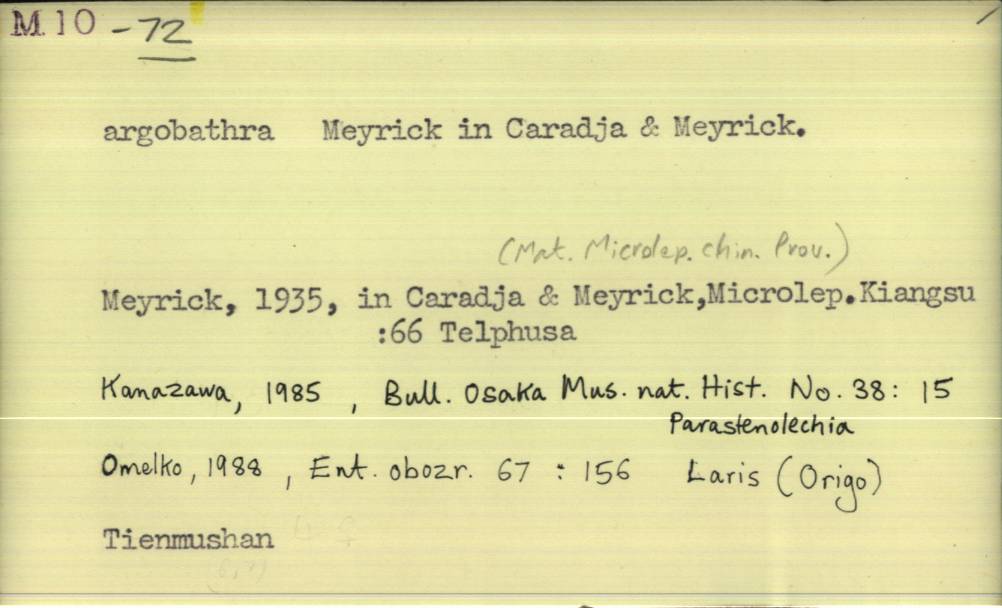 M.10 -72
argobathra Meyrick in Caradja & Meyrick.
(Mat. Microlep. chin. Prov.)
Meyrick, 1935, in Caradja & Meyrick,Microlep.Kiangsu
:66 Telphusa
Kanazawa, 1985 , Bull. Osaka Mus. nat. Hist. No. 38: 15
Parastenolechia
Omelko, 1988 , Ent. obozr. 67 : 156 Laris (Origo)
Tienmushan